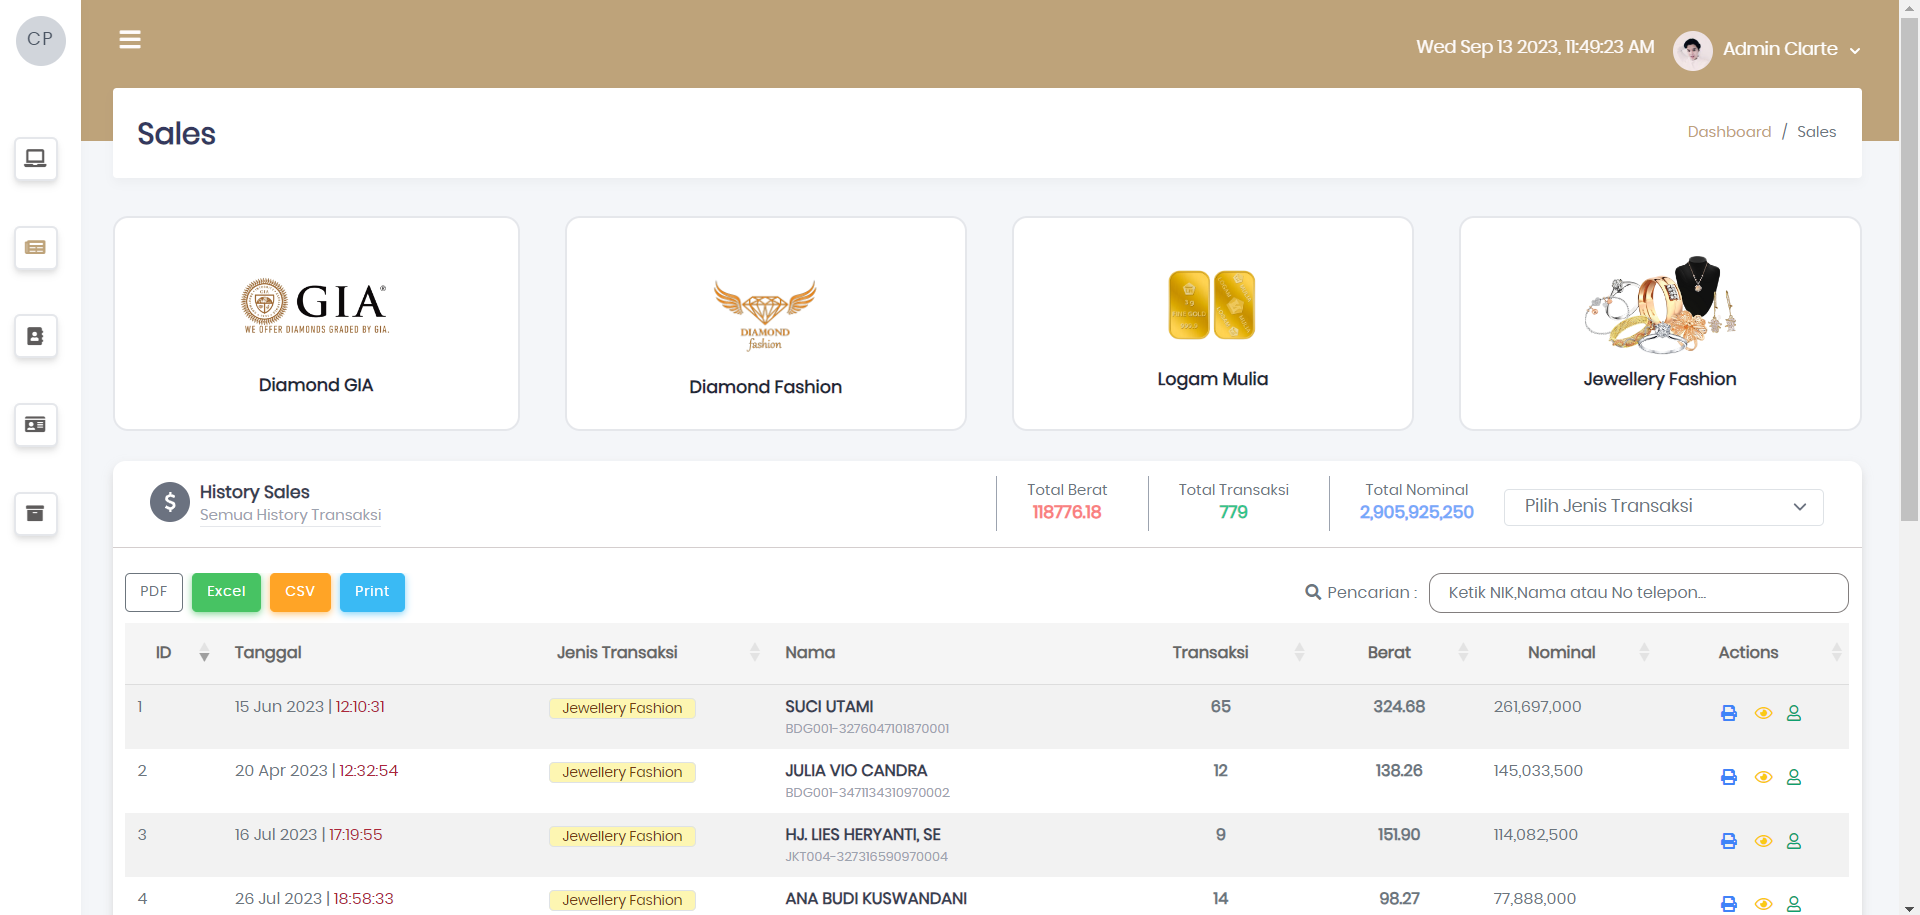 CP
Wed Sep 13 2023, 11:49:23 AM
Admin Clarte
Sales
Dashboard / Sales
GIA
WE OFFER DIAMONDS GRADED BY GIA.
Diamond GIA
DIAMOND
fashion
Diamond Fashion
Logam Mulia
Jewellery Fashion
History Sales
Semua History Transaksi
Total Berat
118776.18
Total Transaksi
779
Total Nominal
2,905,925,250
Pilih Jenis Transaksi
PDF Excel CSV Print
Pencarian : Ketik NIK,Nama atau No telepon...
ID Tanggal Jenis Transaksi Nama Transaksi Berat Nominal Actions
1 15 Jun 2023 | 12:10:31 Jewellery Fashion SUCI UTAMI 65 324.68 261,697,000
BDG001-3276047101870001
2 20 Apr 2023 | 12:32:54 Jewellery Fashion JULIA VIO CANDRA 12 138.26 145,033,500
BDG001-3471134310970002
3 16 Jul 2023 | 17:19:55 Jewellery Fashion HJ. LIES HERYANTI, SE 9 151.90 114,082,500
JKT004-327316590970004
4 26 Jul 2023 | 18:58:33 Jewellery Fashion ANA BUDI KUSWANDANI 14 98.27 77,888,000